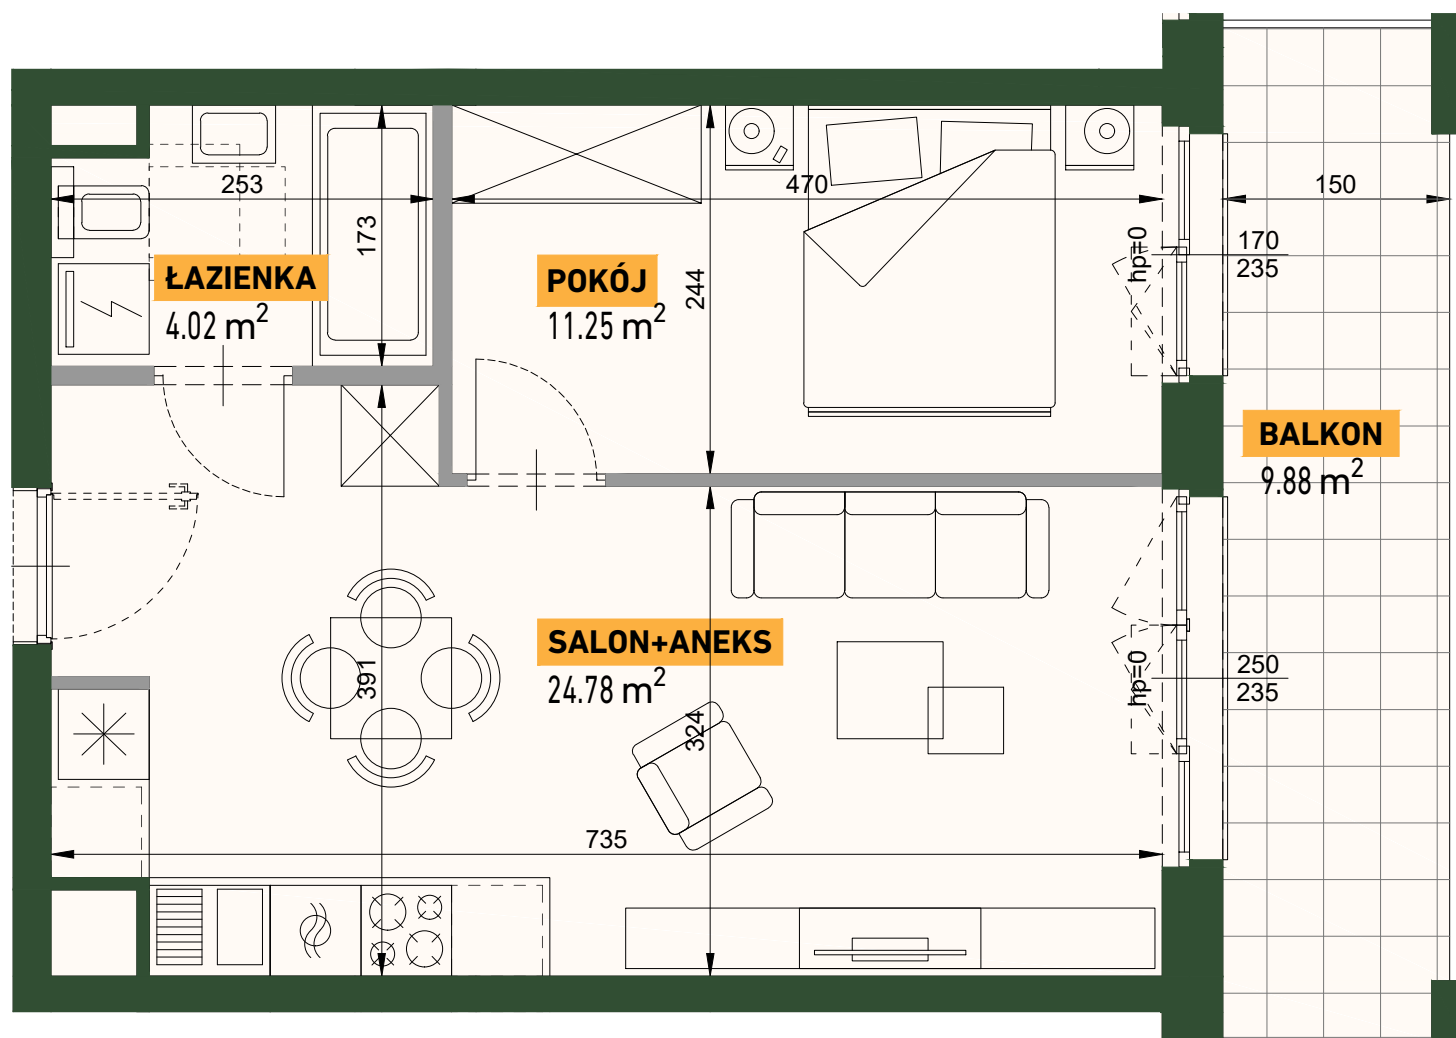 253
173
ŁAZIENKA
4.02 m²
470
244
POKÓJ
11.25 m²
hp=0
170
235
150
BALKON
9.88 m²
391
SALON+ANEKS
24.78 m²
324
hp=0
250
235
735